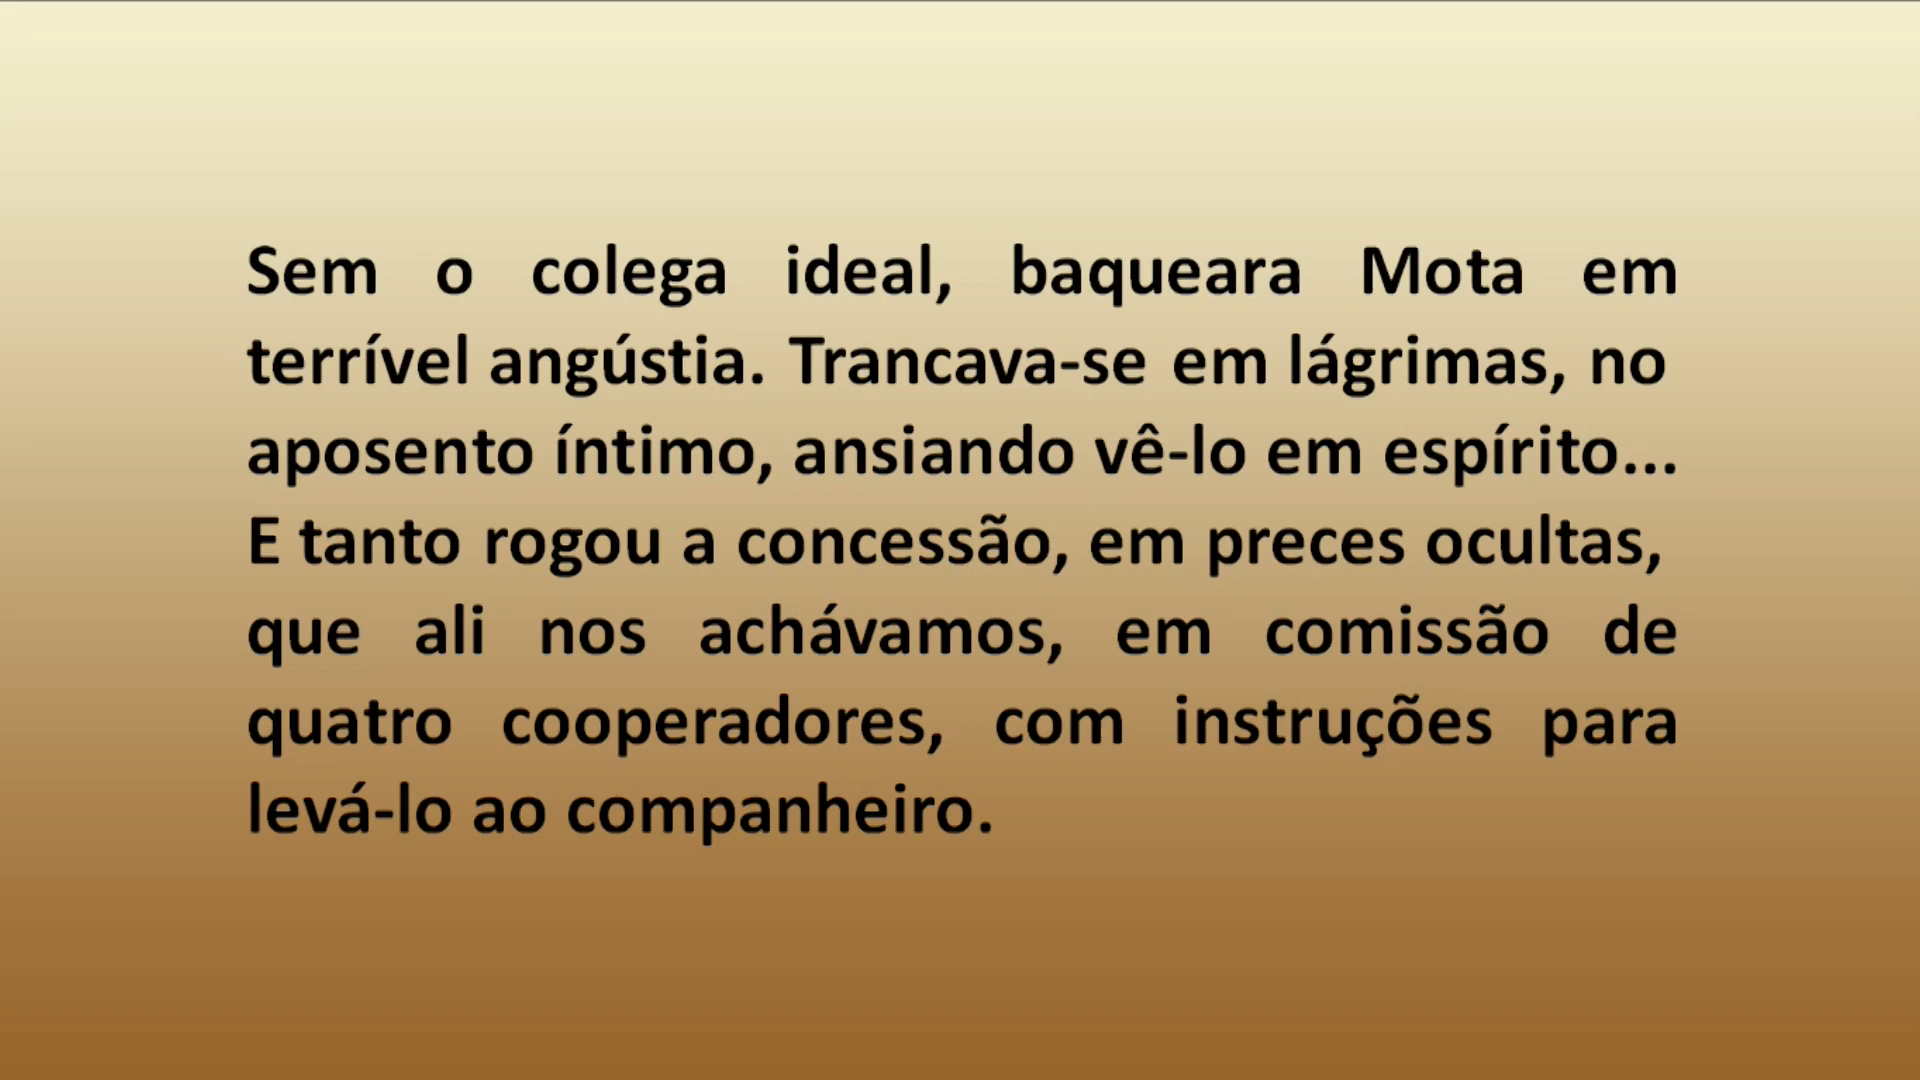 Sem o colega ideal, baqueara Mota em
terrível angústia. Trancava-se em lágrimas, no
aposento íntimo, ansiando vê-lo em espírito...
E tanto rogou a concessão, em preces ocultas,
que ali nos achávamos, em comissão de
quatro cooperadores, com instruções para
levá-lo ao companheiro.